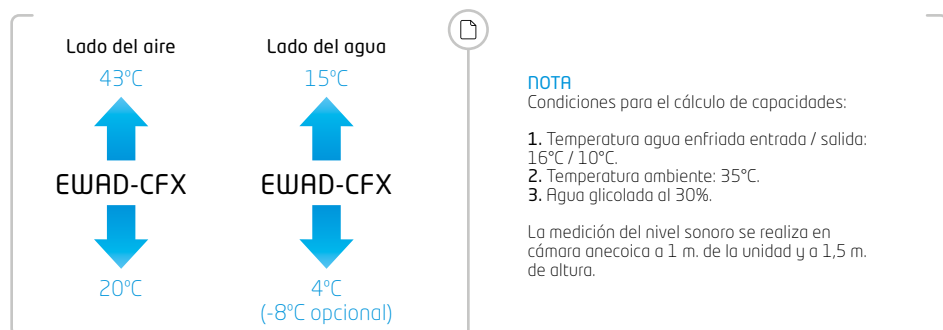 Lado del aire
43°C
EWAD-CFX
20°C
Lado del agua
15°C
EWAD-CFX
4°C
(-8°C opcional)
NOTA
Condiciones para el cálculo de capacidades:
1. Temperatura agua enfriada entrada / salida:
16°C / 10°C.
2. Temperatura ambiente: 35°C.
3. Agua glicolada al 30%.
La medición del nivel sonoro se realiza en
cámara anecoica a 1 m. de la unidad y a 1,5 m.
de altura.